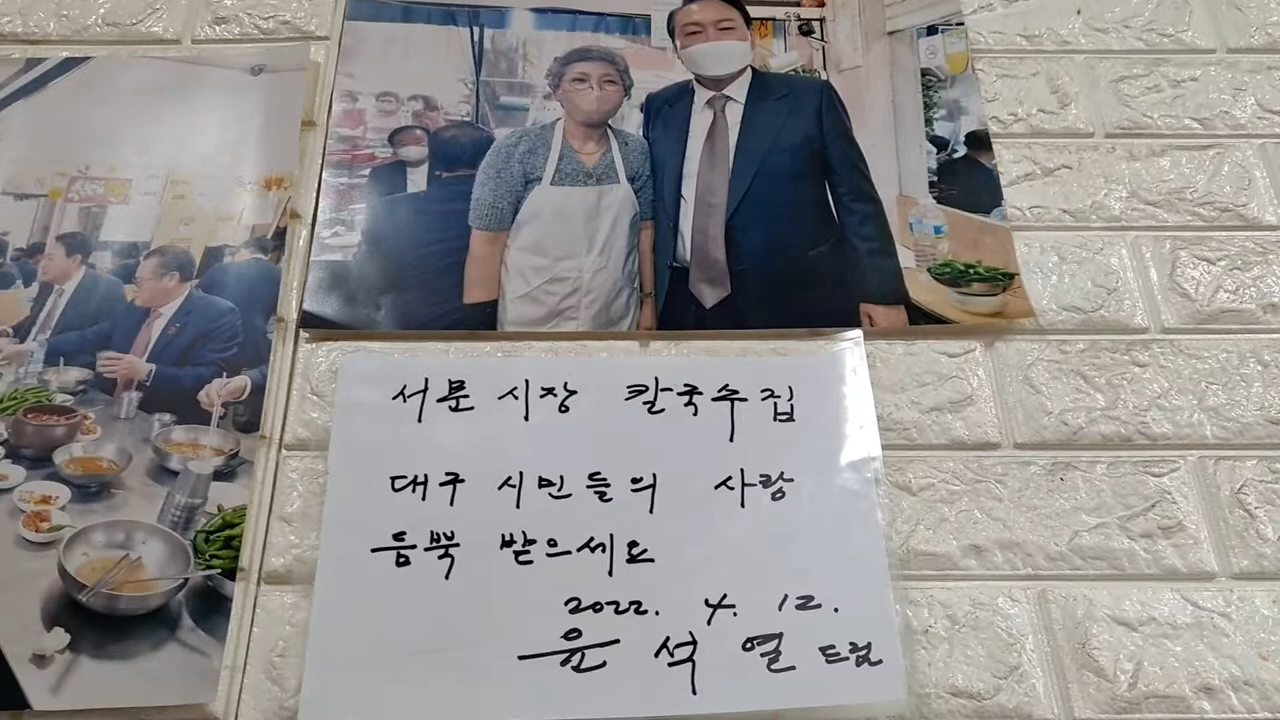 서문 시장 칼국수집
대구 시민들의 사랑
듬뿍 받으세요
2022. 4. 12.
윤석열 드림